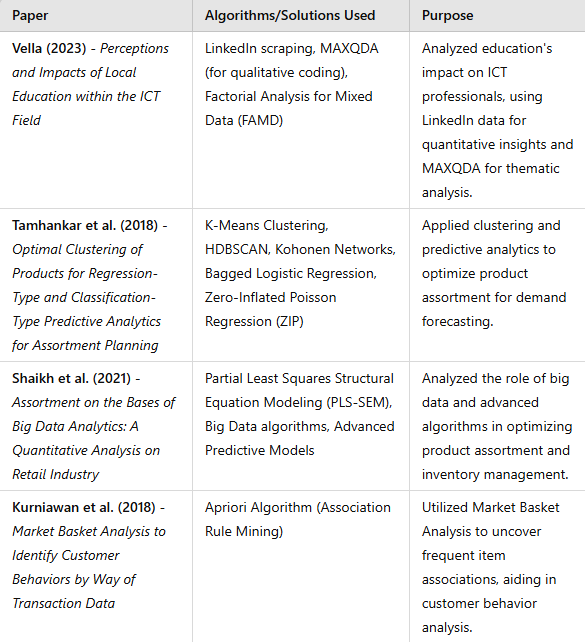 Paper
Algorithms/Solutions Used
Purpose
Vella (2023) - Perceptions
and Impacts of Local
Education within the ICT
Field
LinkedIn scraping, MAXQDA
(for qualitative coding),
Factorial Analysis for Mixed
Data (FAMD)
Analyzed education's
impact on ICT
professionals, using
LinkedIn data for
quantitative insights and
MAXQDA for thematic
analysis.
Tamhankar et al. (2018) -
Optimal Clustering of
Products for Regression-
Type and Classification-
Type Predictive Analytics
for Assortment Planning
K-Means Clustering,
HDBSCAN, Kohonen Networks,
Bagged Logistic Regression,
Zero-Inflated Poisson
Regression (ZIP)
Applied clustering and
predictive analytics to
optimize product
assortment for demand
forecasting.
Shaikh et al. (2021) -
Assortment on the Bases of
Big Data Analytics: A
Quantitative Analysis on
Retail Industry
Partial Least Squares Structural
Equation Modeling (PLS-SEM),
Big Data algorithms, Advanced
Predictive Models
Analyzed the role of big
data and advanced
algorithms in optimizing
product assortment and
inventory management.
Kurniawan et al. (2018) -
Market Basket Analysis to
Identify Customer
Behaviors by Way of
Transaction Data
Apriori Algorithm (Association
Rule Mining)
Utilized Market Basket
Analysis to uncover
frequent item
associations, aiding in
customer behavior
analysis.